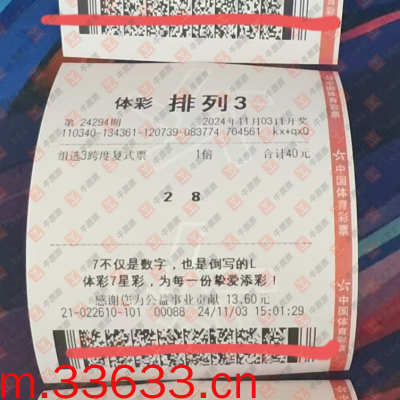 体彩 排列3
第 24294期 2024年11月03日开奖
110340-134361-120739-083774 764561 kx*qxQ
组选3跨度复式票 1倍 合计40元
2 8
7不仅是数字，也是倒写的L
体彩7星彩，为每一份挚爱添彩！
感谢您为公益事业贡献 13.60元
21-022610-101 00088 24/11/03 15:01:29
中国体育彩票
中国体育彩票
m.33633.cn